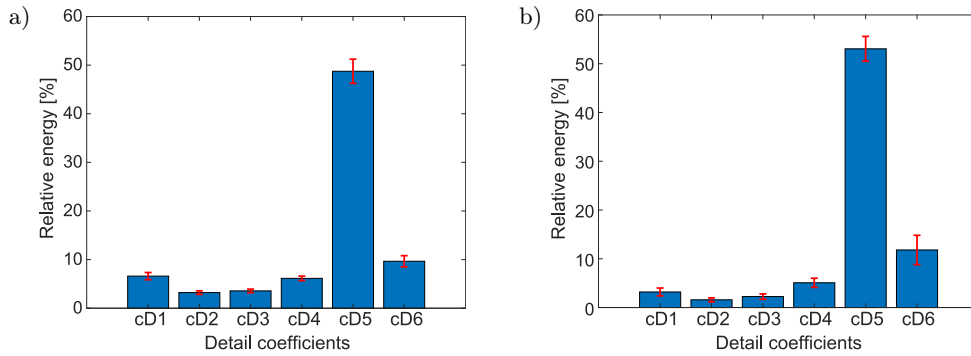 a)
Relative energy [%]
60
50
40
30
20
10
0
cD1 cD2 cD3 cD4 cD5 cD6
Detail coefficients
b)
Relative energy [%]
60
50
40
30
20
10
0
cD1 cD2 cD3 cD4 cD5 cD6
Detail coefficients